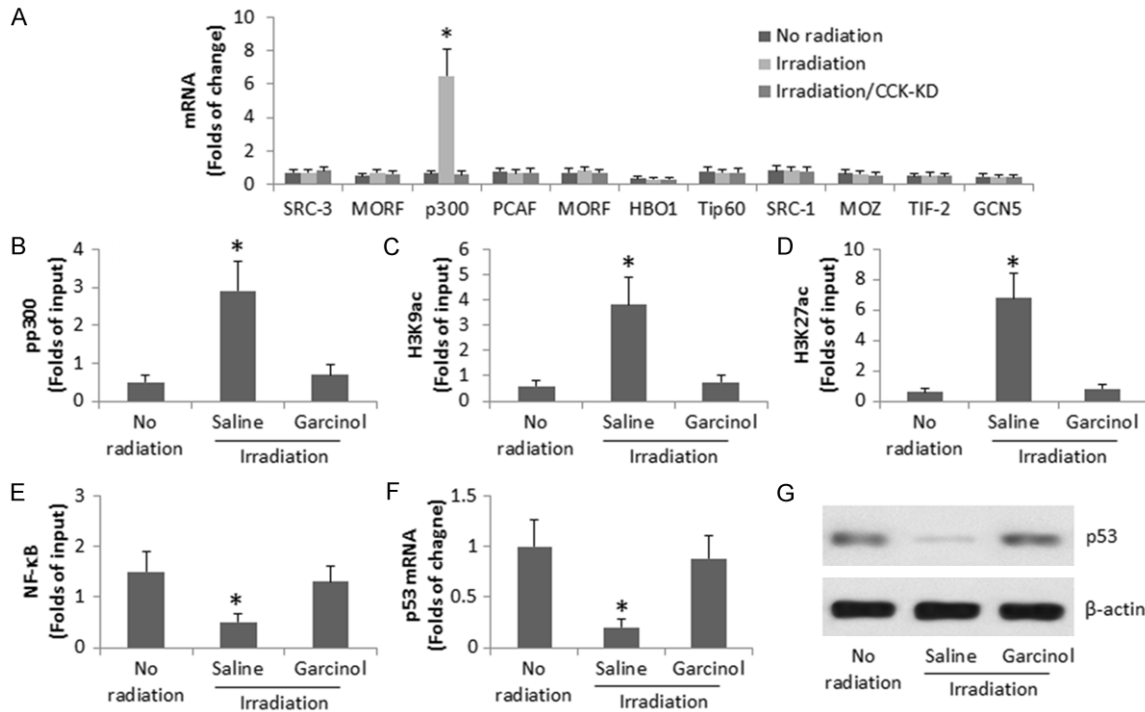 A
mRNA
(Folds of change)
10
8
6
4
2
0
*
No radiation
Irradiation
Irradiation/CCK-KD
SRC-3 MORF p300 PCAF MORF HBO1 Tip60 SRC-1 MOZ TIF-2 GCN5
B
pp300
(Folds of input)
4
3
2
1
0
*
No
radiation
Saline Garcinol
Irradiation
C
H3K9ac
(Folds of input)
6
5
4
3
2
1
0
*
No
radiation
Saline Garcinol
Irradiation
D
H3K27ac
(Folds of input)
10
8
6
4
2
0
*
No
radiation
Saline Garcinol
Irradiation
E
NF-κB
(Folds of input)
3
2
1
0
*
No
radiation
Saline Garcinol
Irradiation
F
p53 mRNA
(Folds of chagne)
1.5
1
0.5
0
*
No
radiation
Saline Garcinol
Irradiation
G
p53
β-actin
No
radiation
Saline Garcinol
Irradiation